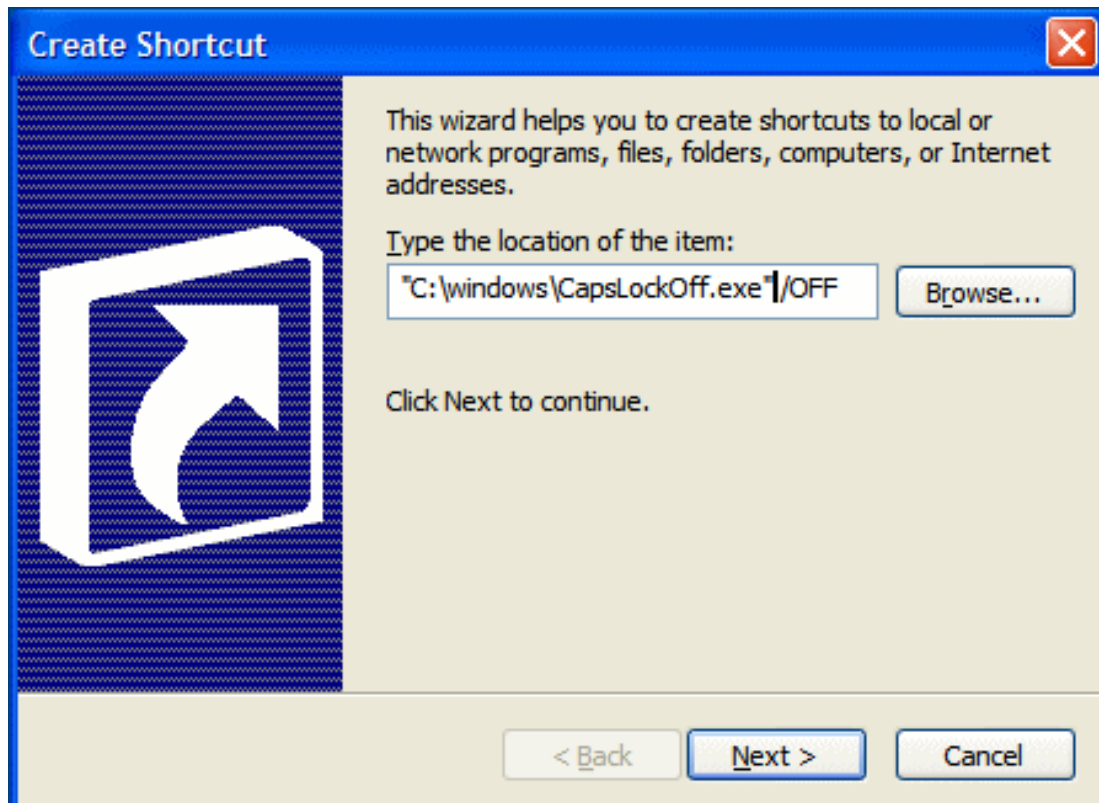 Create Shortcut
This wizard helps you to create shortcuts to local or
network programs, files, folders, computers, or Internet
addresses.
Type the location of the item:
"C:\windows\CapsLockOff.exe" /OFF
Browse...
Click Next to continue.
< Back
Next >
Cancel